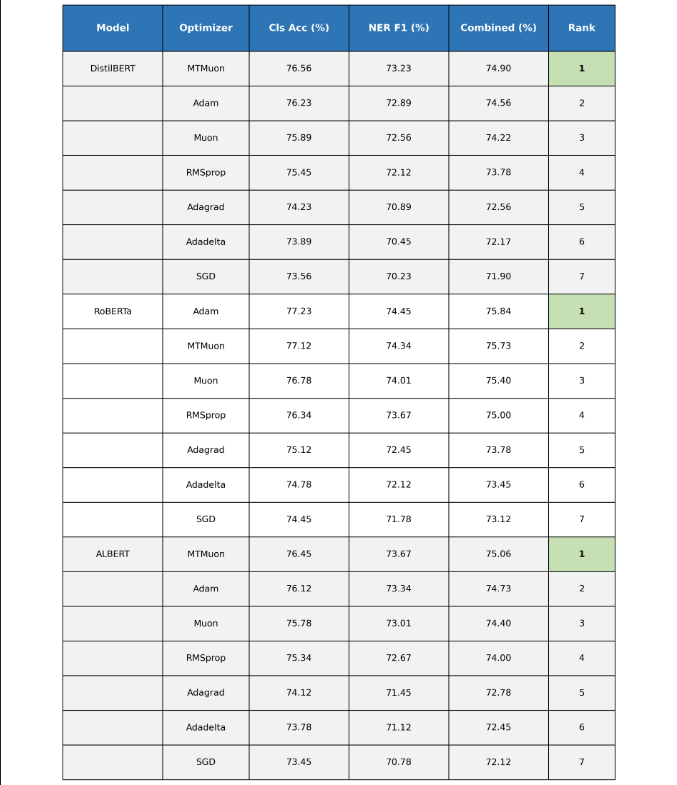 Model Optimizer Cls Acc (%) NER F1 (%) Combined (%) Rank
DistilBERT MTMuon 76.56 73.23 74.90 1
Adam 76.23 72.89 74.56 2
Muon 75.89 72.56 74.22 3
RMSprop 75.45 72.12 73.78 4
Adagrad 74.23 70.89 72.56 5
Adadelta 73.89 70.45 72.17 6
SGD 73.56 70.23 71.90 7
RoBERTa Adam 77.23 74.45 75.84 1
MTMuon 77.12 74.34 75.73 2
Muon 76.78 74.01 75.40 3
RMSprop 76.34 73.67 75.00 4
Adagrad 75.12 72.45 73.78 5
Adadelta 74.78 72.12 73.45 6
SGD 74.45 71.78 73.12 7
ALBERT MTMuon 76.45 73.67 75.06 1
Adam 76.12 73.34 74.73 2
Muon 75.78 73.01 74.40 3
RMSprop 75.34 72.67 74.00 4
Adagrad 74.12 71.45 72.78 5
Adadelta 73.78 71.12 72.45 6
SGD 73.45 70.78 72.12 7